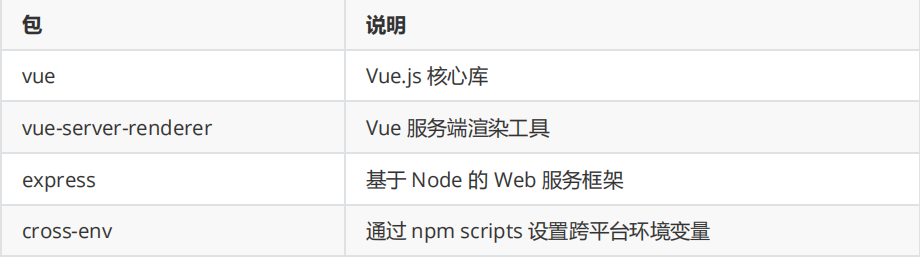 包 说明
vue Vue.js 核心库
vue-server-renderer Vue 服务端渲染工具
express 基于 Node 的 Web 服务框架
cross-env 通过 npm scripts 设置跨平台环境变量